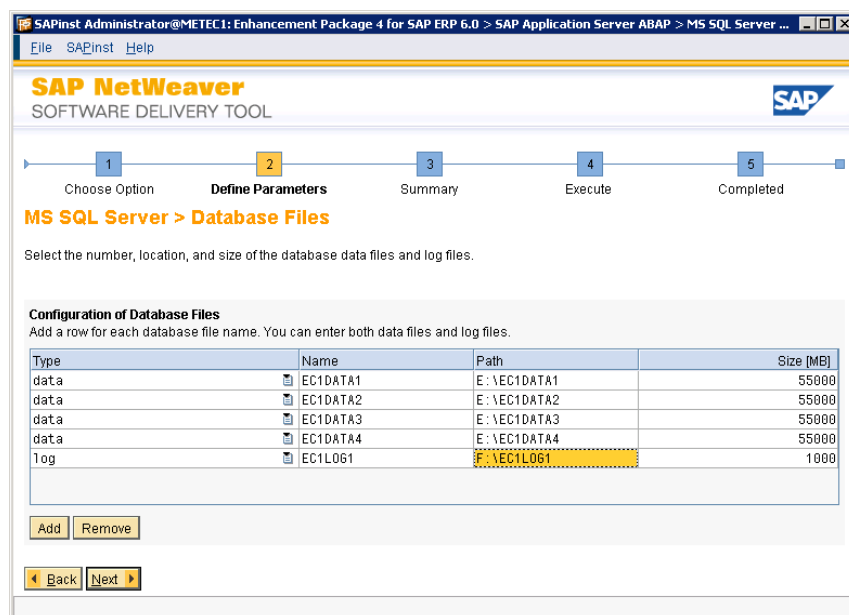 SAPinst Administrator@METEC1: Enhancement Package 4 for SAP ERP 6.0 > SAP Application Server ABAP > MS SQL Server ...
File SAPinst Help
SAP NetWeaver
SOFTWARE DELIVERY TOOL
SAP
1 2 3 4 5
Choose Option Define Parameters Summary Execute Completed
MS SQL Server > Database Files
Select the number, location, and size of the database data files and log files.
Configuration of Database Files
Add a row for each database file name. You can enter both data files and log files.
Type Name Path Size [MB]
data EC1DATA1 E:\EC1DATA1 55000
data EC1DATA2 E:\EC1DATA2 55000
data EC1DATA3 E:\EC1DATA3 55000
data EC1DATA4 E:\EC1DATA4 55000
log EC1LOG1 F:\EC1LOG1 1000
Add Remove
Back Next